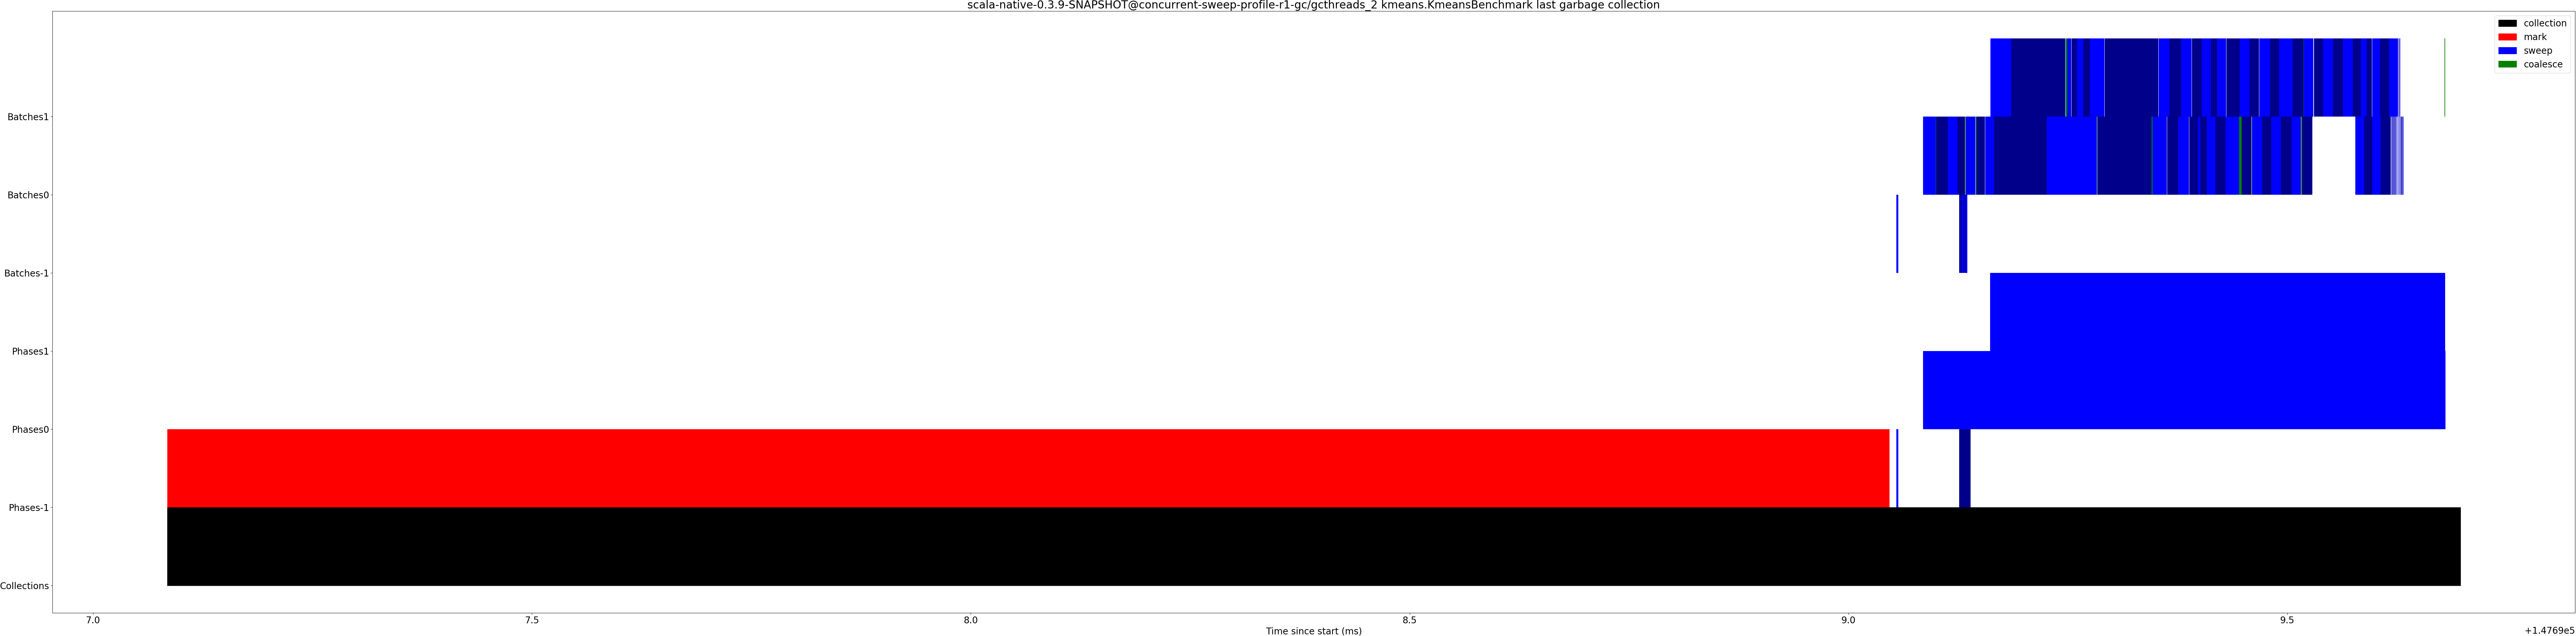 scala-native-0.3.9-SNAPSHOT@concurrent-sweep-profile-r1-gc/gcthreads_2 kmeans.KmeansBenchmark last garbage collection
collection
mark
sweep
coalesce
Batches1
Batches0
Batches-1
Phases1
Phases0
Phases-1
Collections
7.0 7.5 8.0 8.5 9.0 9.5
Time since start (ms)
+1.4769e5